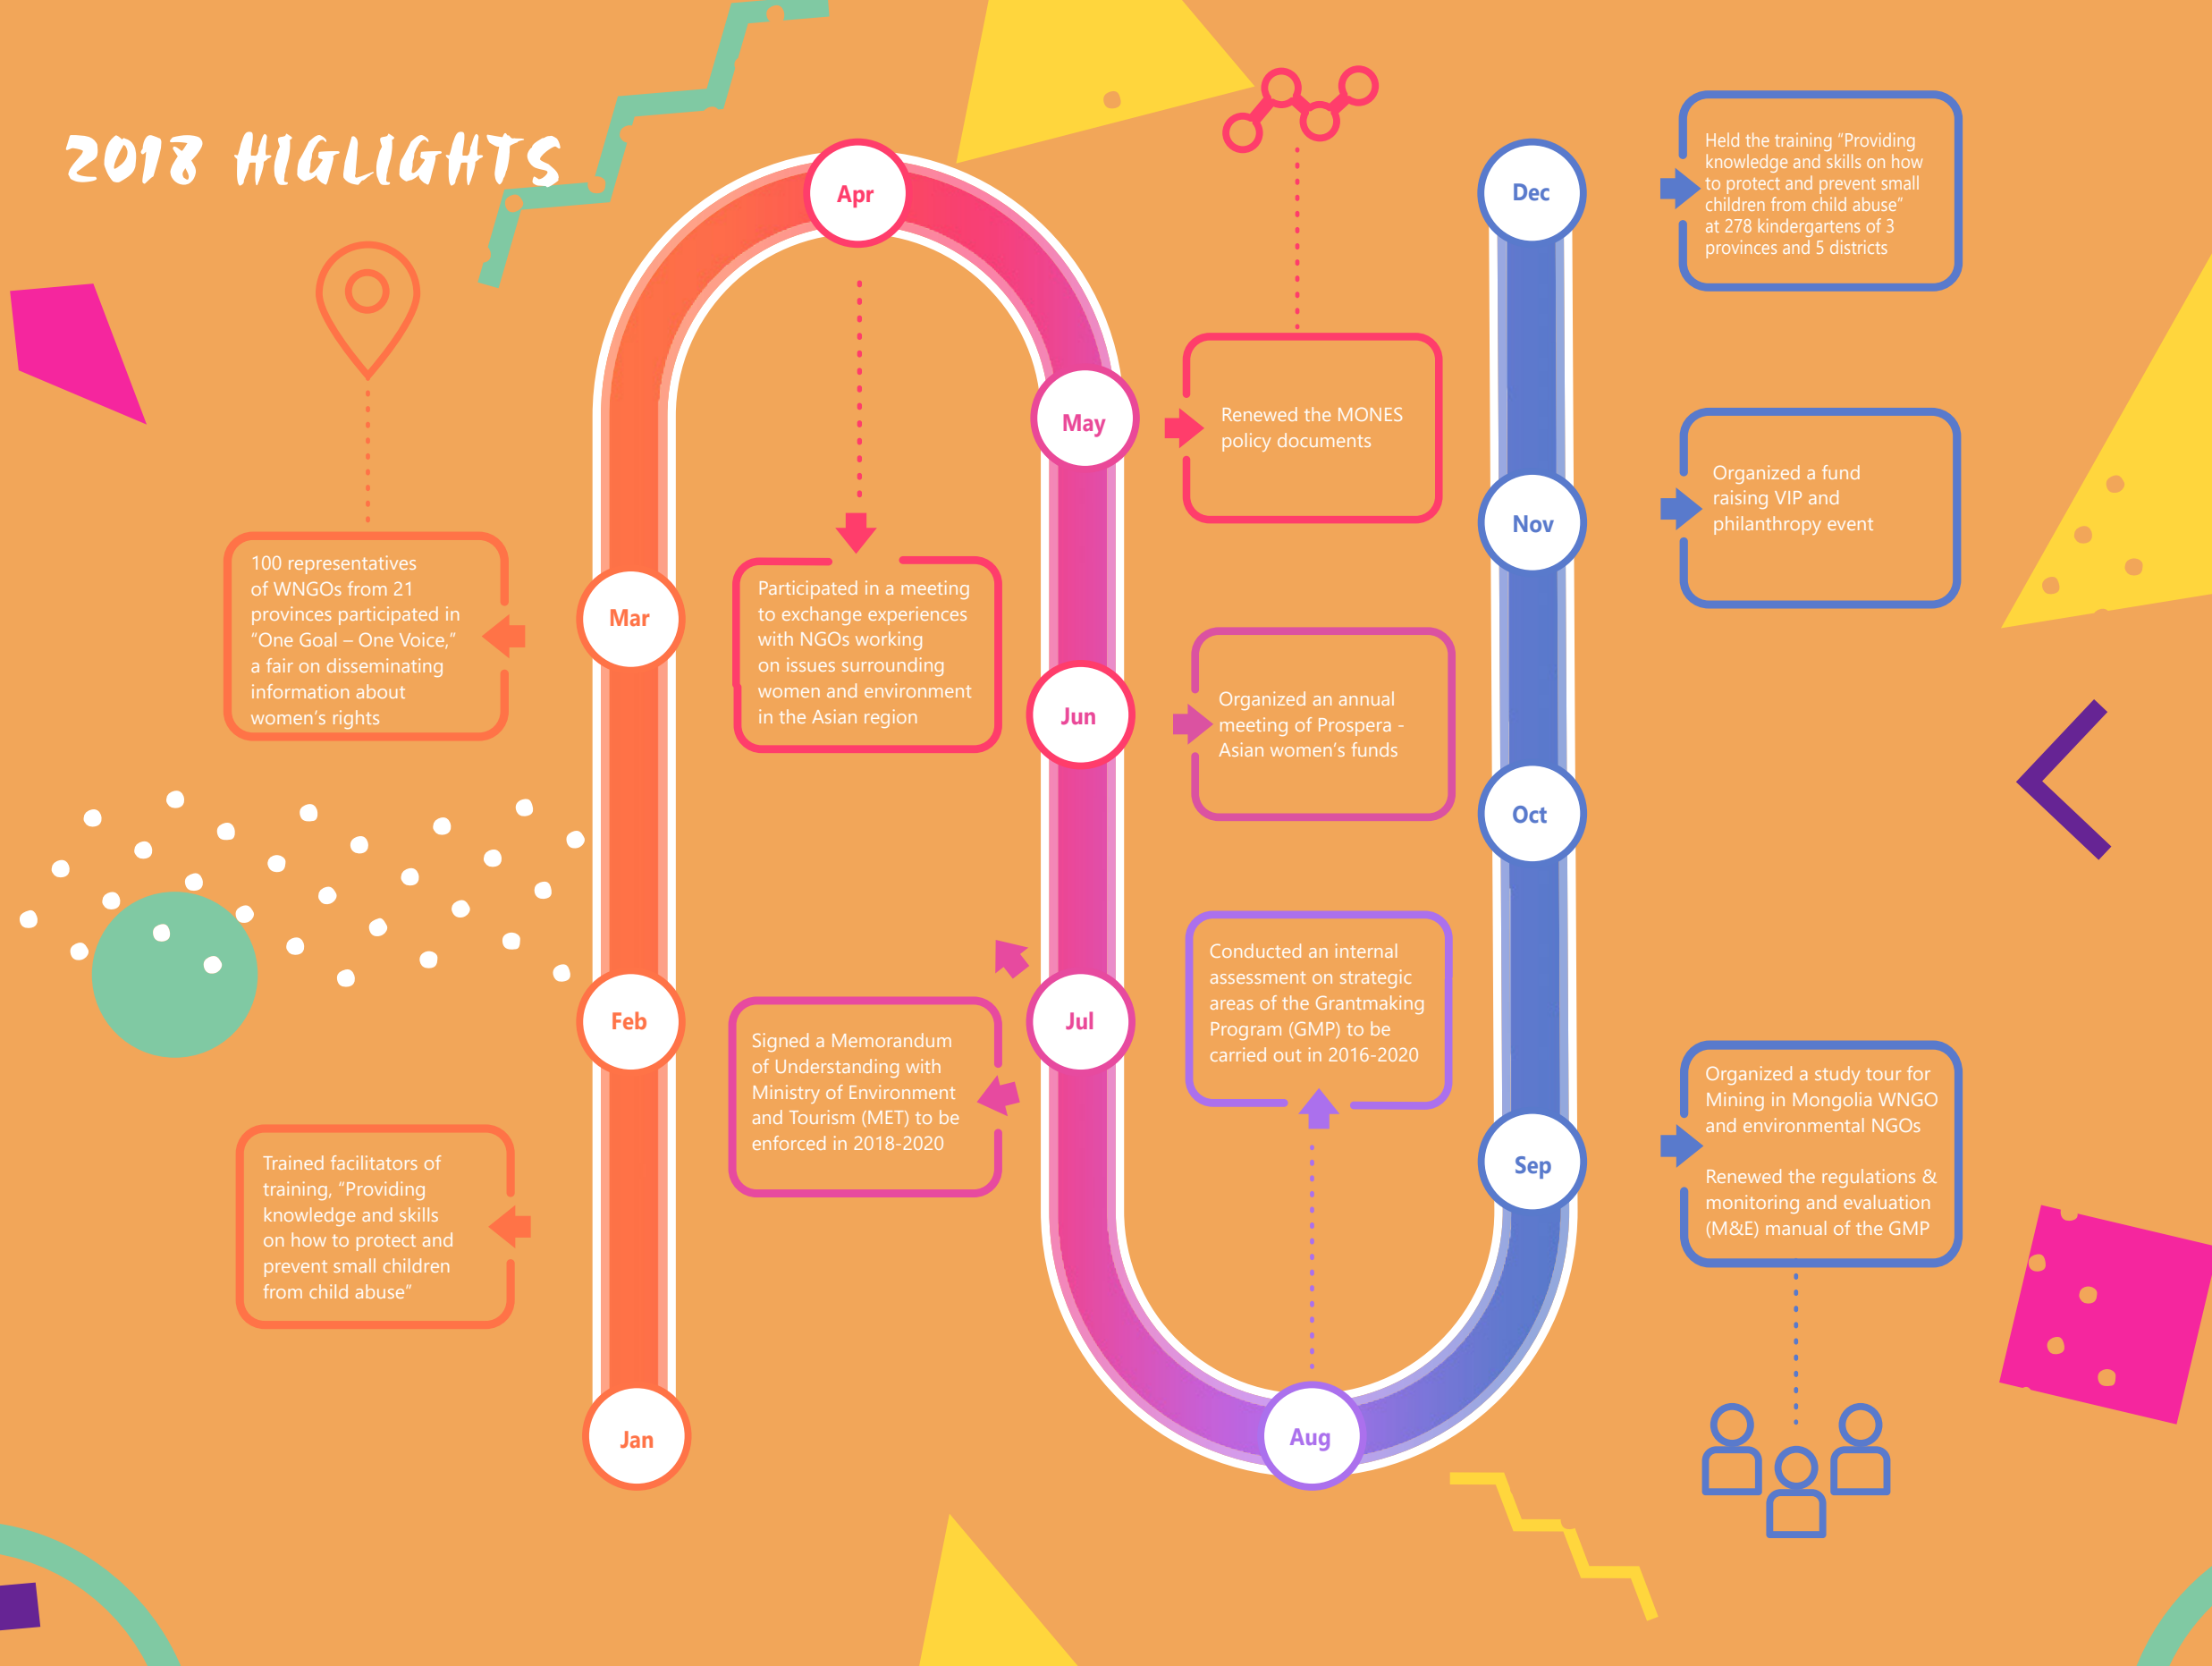 2018 HIGLIGHTS
Jan
Trained facilitators of
training, “Providing
knowledge and skills
on how to protect and
prevent small children
from child abuse”
Feb
Mar
100 representatives
of WNGOs from 21
provinces participated in
“One Goal – One Voice,”
a fair on disseminating
information about
women’s rights
Apr
Participated in a meeting
to exchange experiences
with NGOs working
on issues surrounding
women and environment
in the Asian region
May
Renewed the MONES
policy documents
Jun
Organized an annual
meeting of Prospera -
Asian women’s funds
Jul
Signed a Memorandum
of Understanding with
Ministry of Environment
and Tourism (MET) to be
enforced in 2018-2020
Aug
Conducted an internal
assessment on strategic
areas of the Grantmaking
Program (GMP) to be
carried out in 2016-2020
Sep
Organized a study tour for
Mining in Mongolia WNGO
and environmental NGOs
Renewed the regulations &
monitoring and evaluation
(M&E) manual of the GMP
Oct
Nov
Organized a fund
raising VIP and
philanthropy event
Dec
Held the training “Providing
knowledge and skills on how
to protect and prevent small
children from child abuse”
at 278 kindergartens of 3
provinces and 5 districts